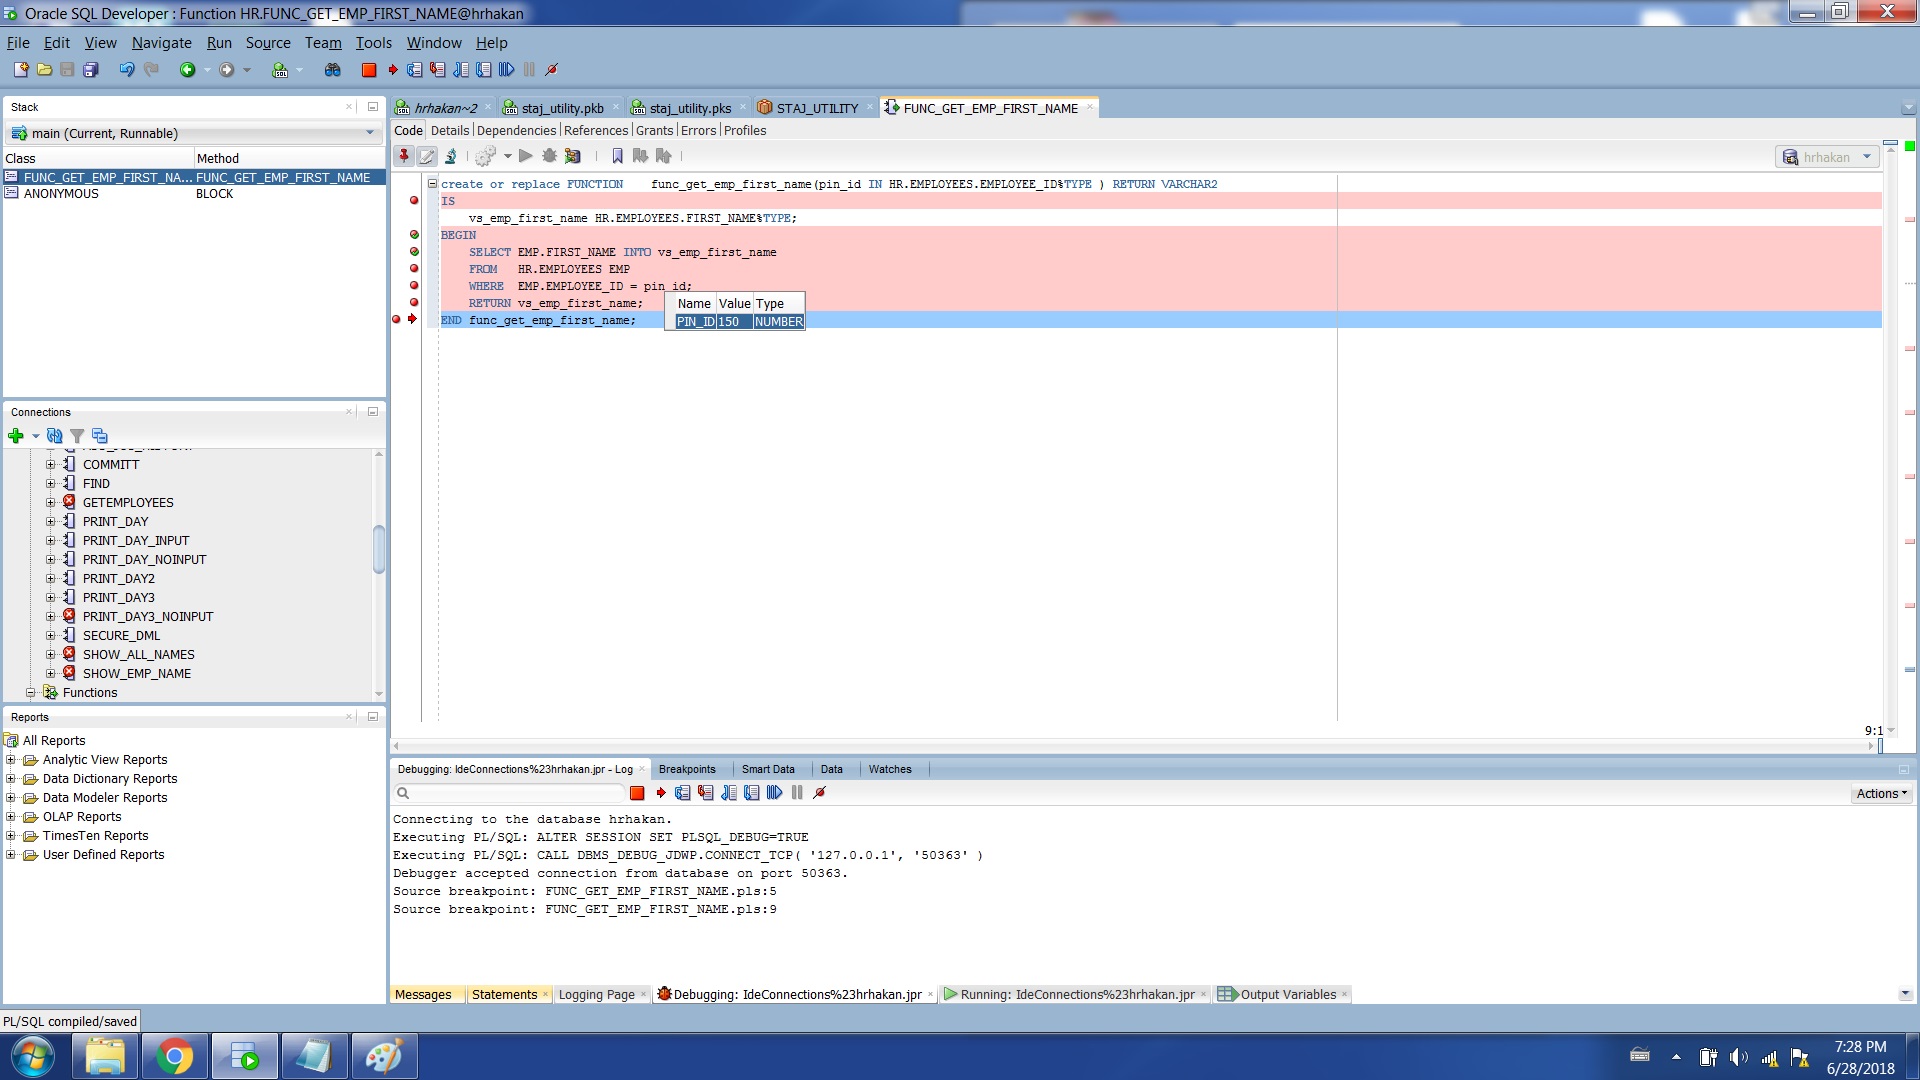 Oracle SQL Developer : Function HR.FUNC_GET_EMP_FIRST_NAME@hrhakan
File Edit View Navigate Run Source Team Tools Window Help
Stack
main (Current, Runnable)
Class Method
FUNC_GET_EMP_FIRST_NA... FUNC_GET_EMP_FIRST_NAME
ANONYMOUS BLOCK
Connections
COMMITT
FIND
GETEMPLOYEES
PRINT_DAY
PRINT_DAY_INPUT
PRINT_DAY_NOINPUT
PRINT_DAY2
PRINT_DAY3
PRINT_DAY3_NOINPUT
SECURE_DML
SHOW_ALL_NAMES
SHOW_EMP_NAME
Functions
Reports
All Reports
Analytic View Reports
Data Dictionary Reports
Data Modeler Reports
OLAP Reports
TimesTen Reports
User Defined Reports
hrhakan~2 staj_utility.pkb staj_utility.pks STAJ_UTILITY FUNC_GET_EMP_FIRST_NAME
Code Details Dependencies References Grants Errors Profiles
hrhakan
create or replace FUNCTION    func_get_emp_first_name(pin_id IN HR.EMPLOYEES.EMPLOYEE_ID%TYPE ) RETURN VARCHAR2
IS
vs_emp_first_name HR.EMPLOYEES.FIRST_NAME%TYPE;
BEGIN
SELECT EMP.FIRST_NAME INTO vs_emp_first_name
FROM   HR.EMPLOYEES EMP
WHERE  EMP.EMPLOYEE_ID = pin_id;
RETURN vs_emp_first_name;
END func_get_emp_first_name;
Name Value Type
PIN_ID 150 NUMBER
9:1
Debugging: IdeConnections%23hrhakan.jpr - Log Breakpoints Smart Data Data Watches
Actions
Connecting to the database hrhakan.
Executing PL/SQL: ALTER SESSION SET PLSQL_DEBUG=TRUE
Executing PL/SQL: CALL DBMS_DEBUG_JDWP.CONNECT_TCP( '127.0.0.1', '50363' )
Debugger accepted connection from database on port 50363.
Source breakpoint: FUNC_GET_EMP_FIRST_NAME.pls:5
Source breakpoint: FUNC_GET_EMP_FIRST_NAME.pls:9
Messages Statements Logging Page Debugging: IdeConnections%23hrhakan.jpr Running: IdeConnections%23hrhakan.jpr Output Variables
PL/SQL compiled/saved
7:28 PM
6/28/2018